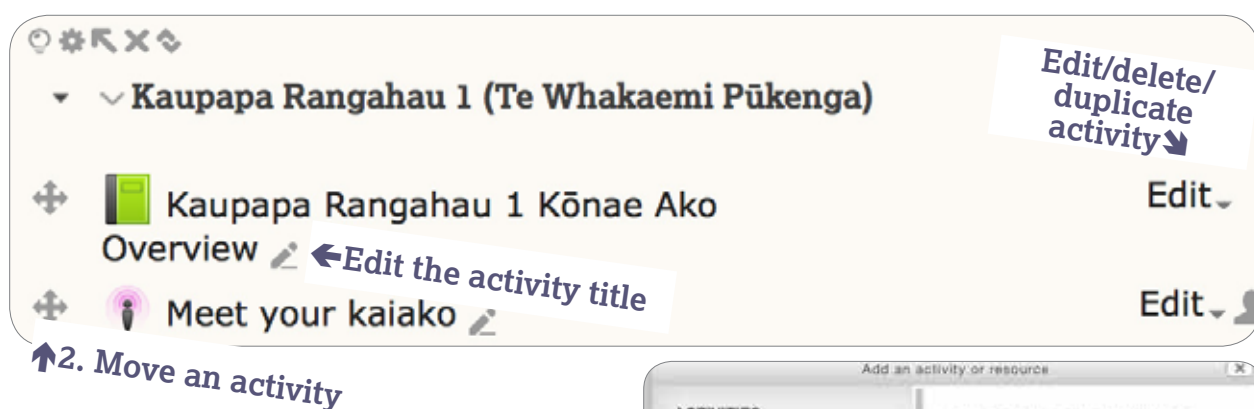 Kaupapa Rangahau 1 (Te Whakaemi Pūkenga)
Edit/delete/
duplicate
activity
Kaupapa Rangahau 1 Kōnae Ako
Edit
Overview
Edit the activity title
Meet your kaiako
Edit
2. Move an activity
Add an activity or resource